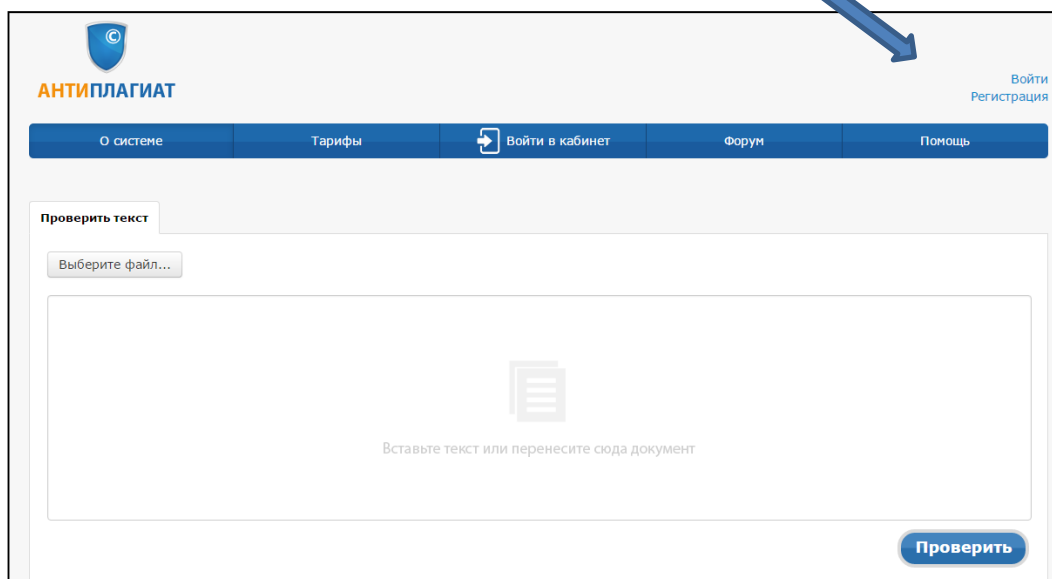 ©
АНТИПЛАГИАТ
Войти
Регистрация
О системе Тарифы Войти в кабинет Форум Помощь
Проверить текст
Выберите файл...
Вставьте текст или перенесите сюда документ
Проверить